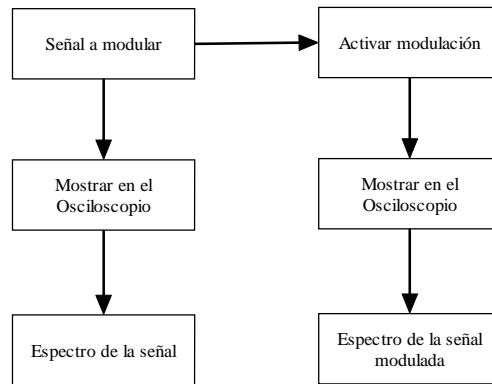 Señal a modular
Activar modulación
Mostrar en el
Osciloscopio
Mostrar en el
Osciloscopio
Espectro de la señal
Espectro de la señal
modulada